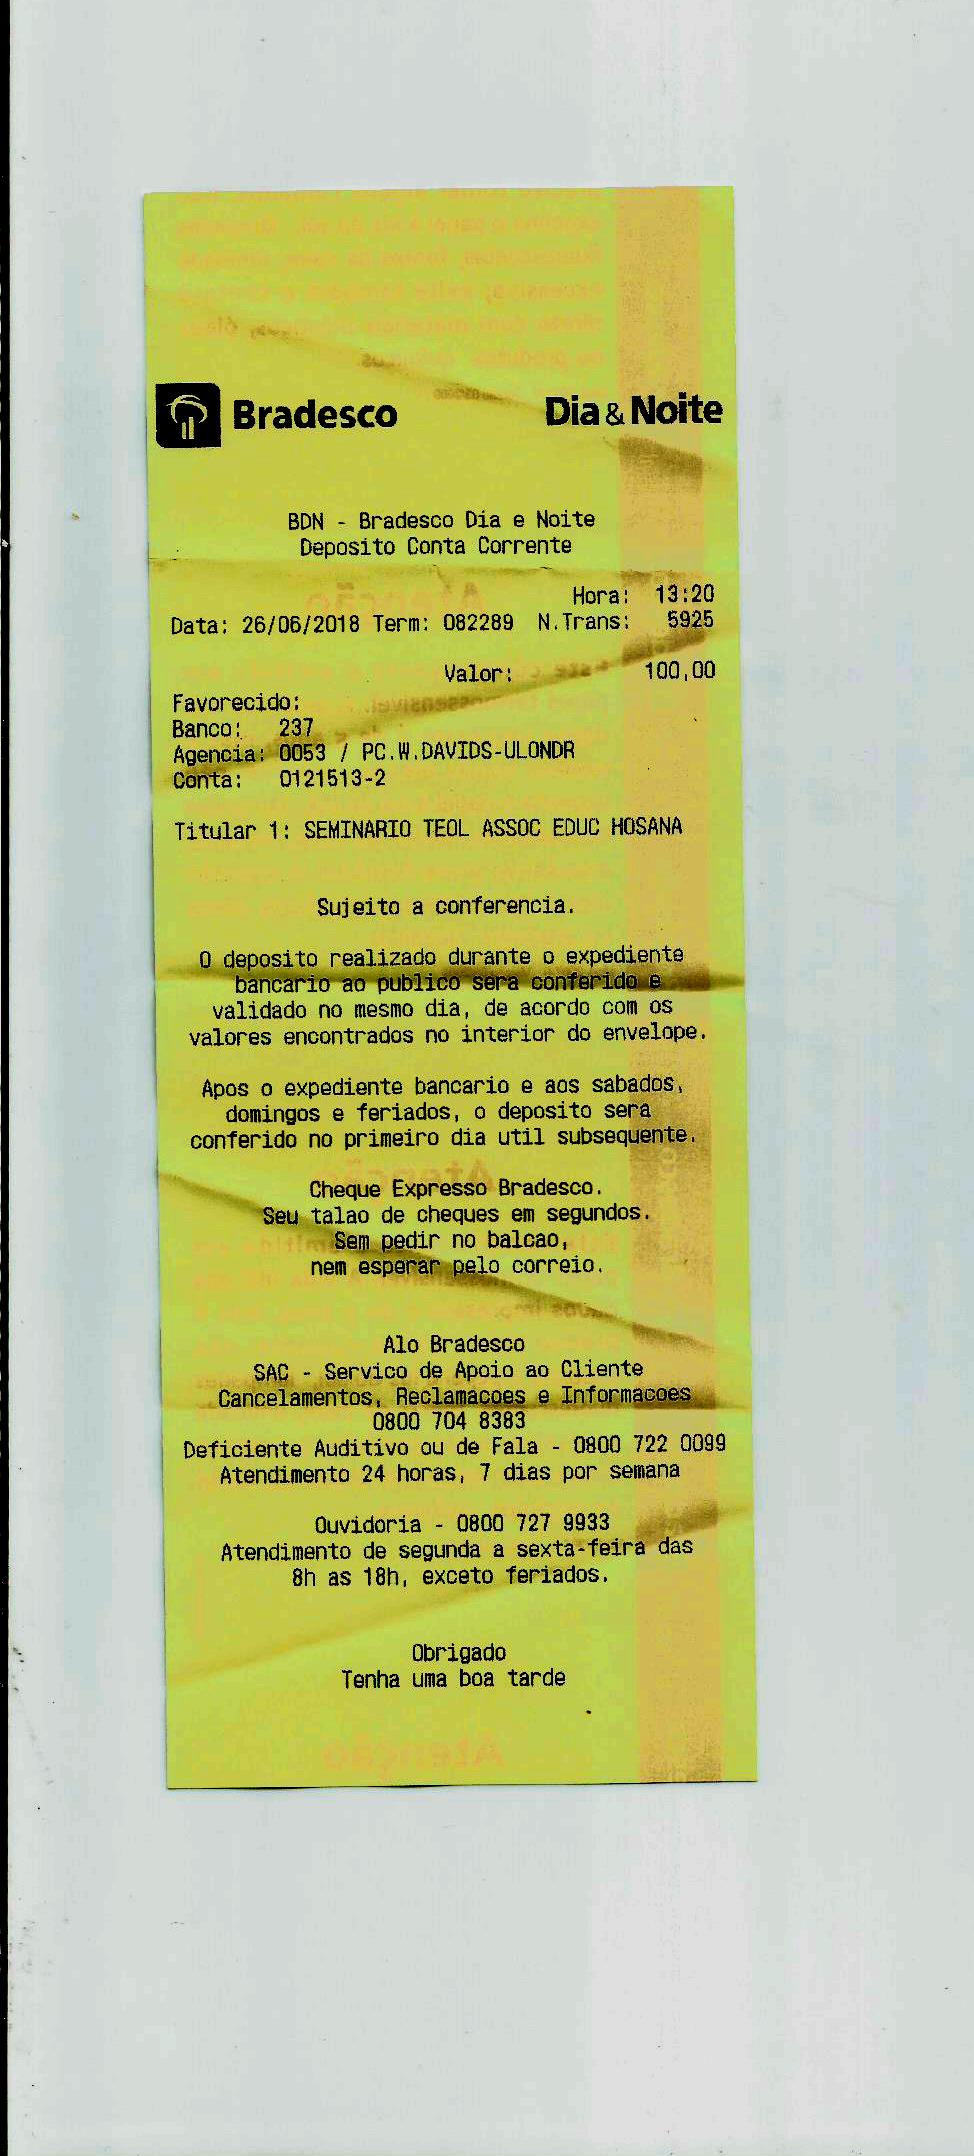 Bradesco Dia & Noite
BDN - Bradesco Dia e Noite
Deposito Conta Corrente
Hora: 13:20
Data: 26/06/2018 Term: 082289 N.Trans: 5925
Valor: 100,00
Favorecido:
Banco: 237
Agencia: 0053 / PC.W.DAVIDS-ULONDR
Conta: 0121513-2
Titular 1: SEMINARIO TEOL ASSOC EDUC HOSANA
Sujeito a conferencia.
O deposito realizado durante o expediente
bancario ao publico sera conferido e
validado no mesmo dia, de acordo com os
valores encontrados no interior do envelope.
Apos o expediente bancario e aos sabados,
domingos e feriados, o deposito sera
conferido no primeiro dia util subsequente.
Cheque Expresso Bradesco.
Seu talao de cheques em segundos.
Sem pedir no balcao,
nem esperar pelo correio.
Alo Bradesco
SAC - Servico de Apoio ao Cliente
Cancelamentos, Reclamacoes e Informacoes
0800 704 8383
Deficiente Auditivo ou de Fala - 0800 722 0099
Atendimento 24 horas, 7 dias por semana
Ouvidoria - 0800 727 9933
Atendimento de segunda a sexta-feira das
8h as 18h, exceto feriados.
Obrigado
Tenha uma boa tarde
Atenção